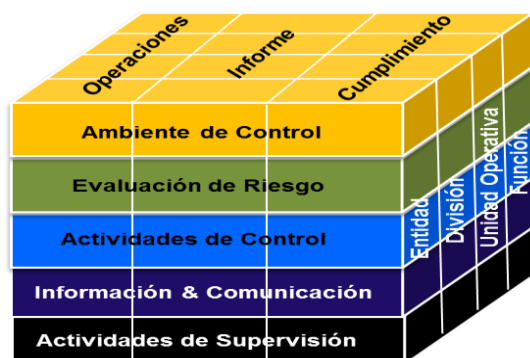 Operaciones
Informe
Cumplimiento
Ambiente de Control
Evaluación de Riesgo
Actividades de Control
Información & Comunicación
Actividades de Supervisión
Entidad
División
Unidad Operativa
Función